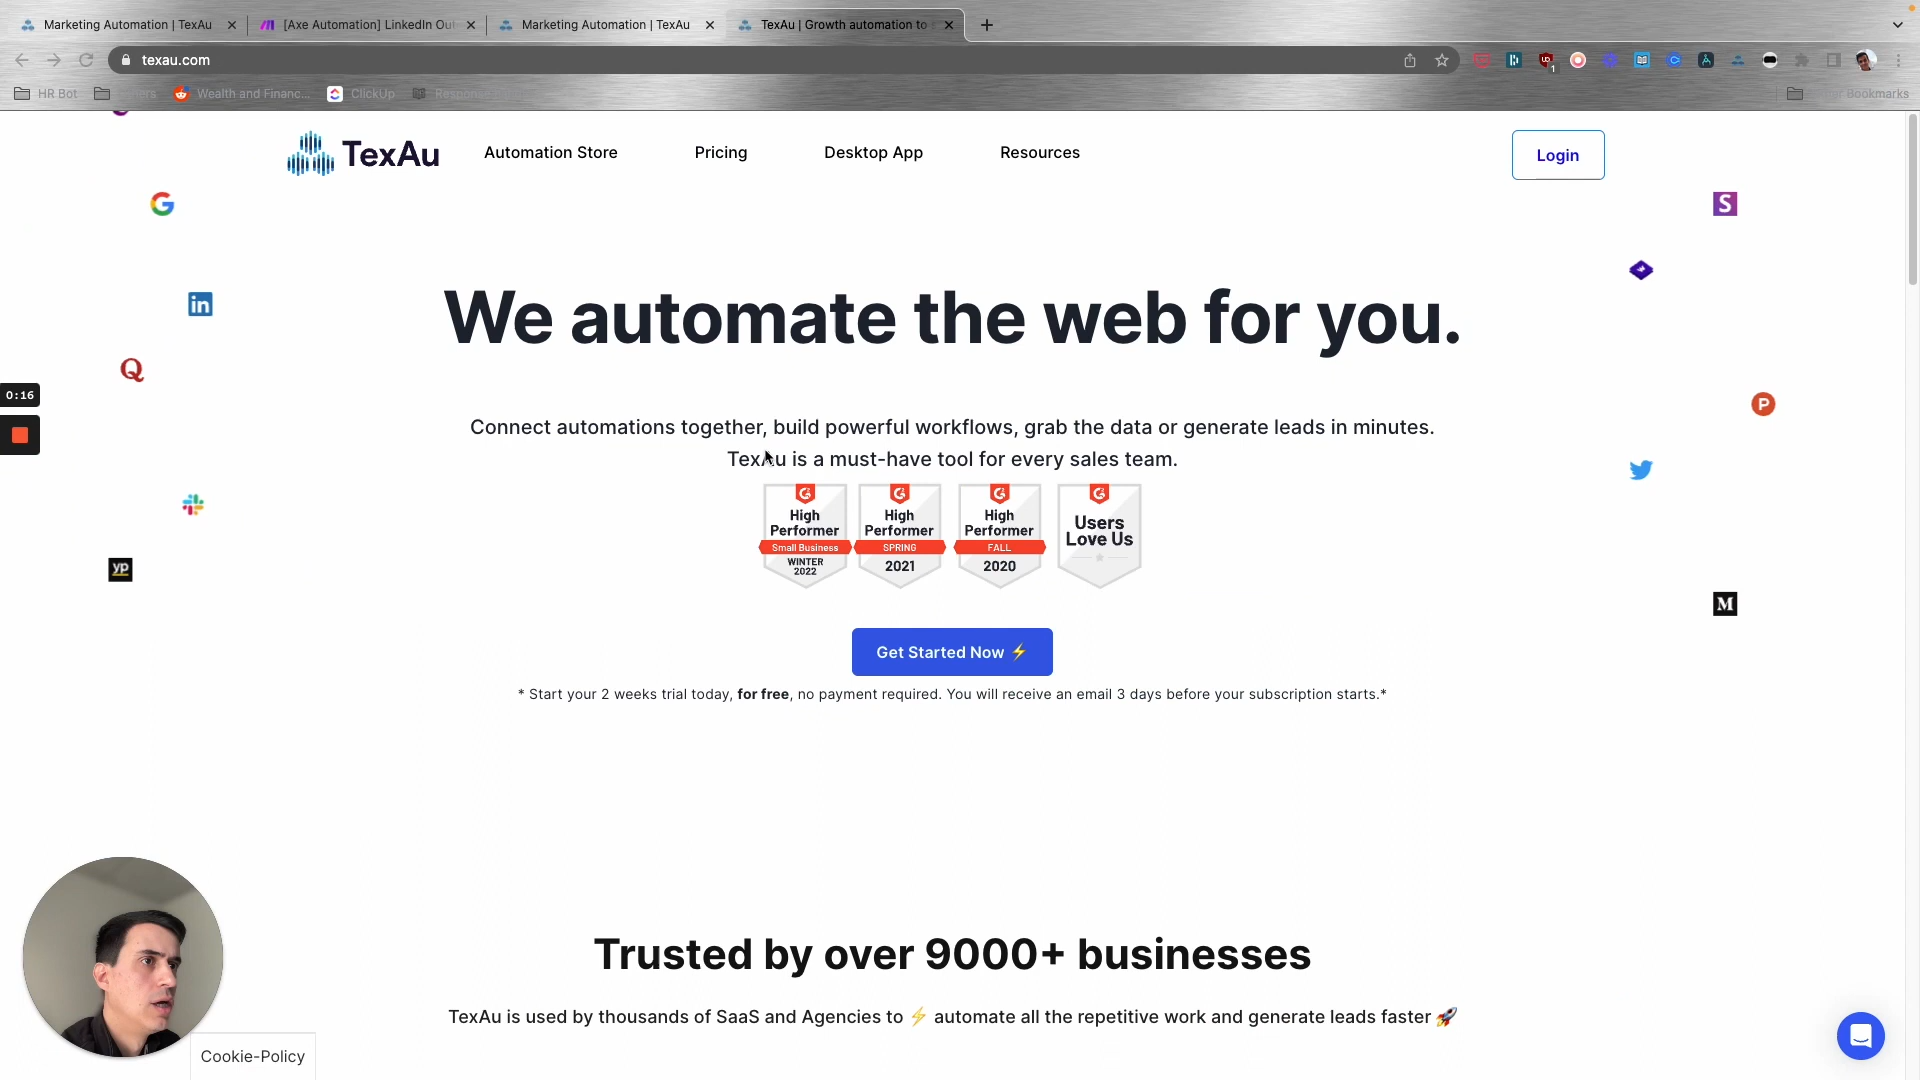 Marketing Automation | TexAu
[Axe Automation] LinkedIn Out
Marketing Automation | TexAu
TexAu | Growth automation to
texau.com
HR Bot
Wealth and Financ...
ClickUp
Bookmarks
TexAu
Automation Store
Pricing
Desktop App
Resources
Login
We automate the web for you.
0:16
Connect automations together, build powerful workflows, grab the data or generate leads in minutes.
TexAu is a must-have tool for every sales team.
High
Performer
Small Business
WINTER
2022
High
Performer
SPRING
2021
High
Performer
FALL
2020
Users
Love Us
yp
Get Started Now ⚡
* Start your 2 weeks trial today, for free, no payment required. You will receive an email 3 days before your subscription starts.*
Trusted by over 9000+ businesses
TexAu is used by thousands of SaaS and Agencies to ⚡ automate all the repetitive work and generate leads faster 🚀
Cookie-Policy